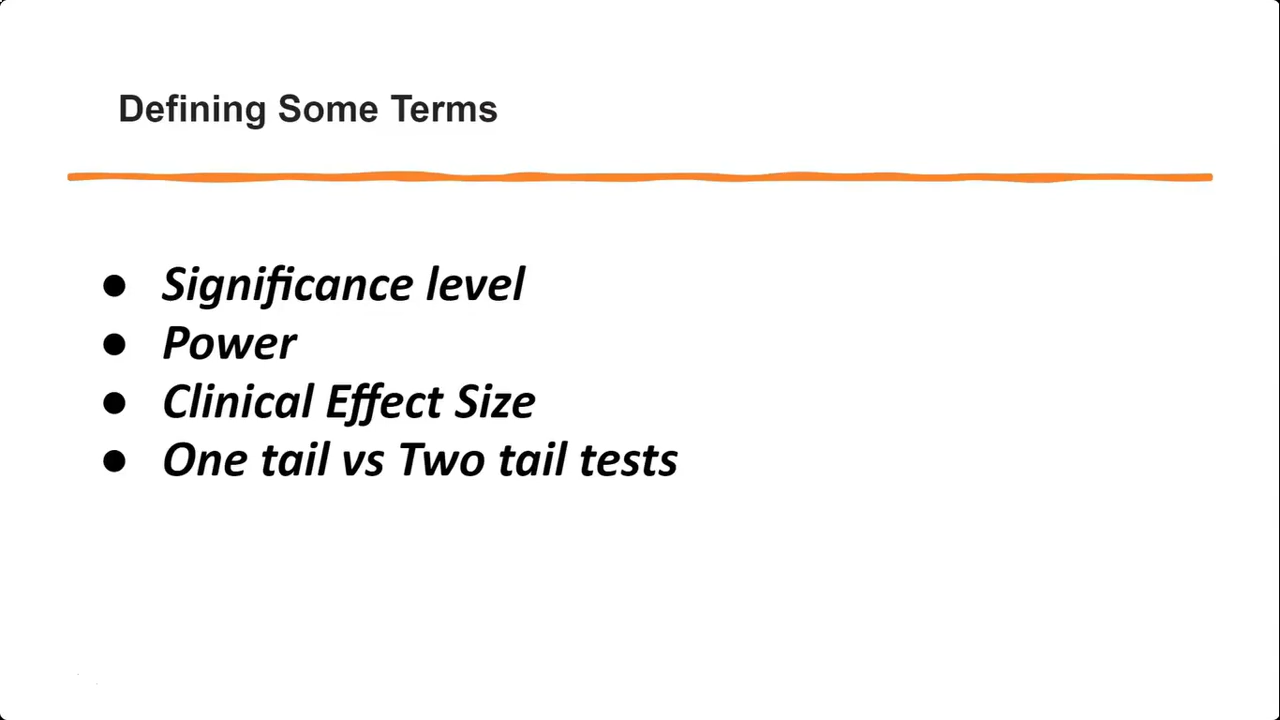 Defining Some Terms
● Significance level
● Power
● Clinical Effect Size
● One tail vs Two tail tests